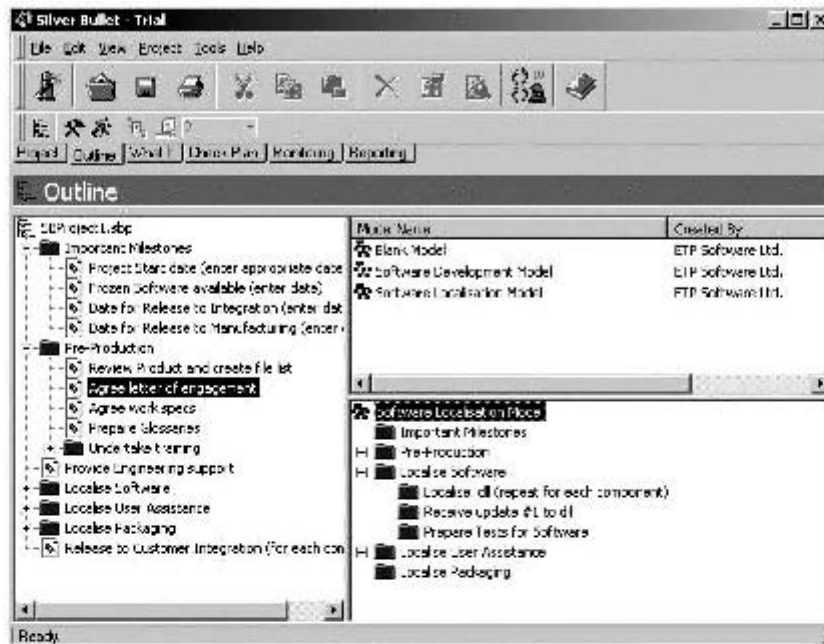 Silver Bullet - Trial
File Edit View Project Tools Help
Project Outline What If Check Plan Monitoring Reporting
Outline
SBProject1.sbp
Important Milestones
Project Start date (enter appropriate date
Frozen Software available (enter date)
Date for Release to Integration (enter dat
Date for Release to Manufacturing (enter
Pre-Production
Review Product and create file list
Agree letter of engagement
Agree work specs
Prepare Glossaries
Undertake training
Provide Engineering support
Localise Software
Localise User Assistance
Localise Packaging
Release to Customer Integration (for each con
Model Name Created By
Blank Model ETP Software Ltd.
Software Development Model ETP Software Ltd.
Software Localisation Model ETP Software Ltd.
Software Localisation Model
Important Milestones
Pre-Production
Localise Software
Localise .dll (repeat for each component)
Receive update #1 to dll
Prepare Tests for Software
Localise User Assistance
Localise Packaging
Ready